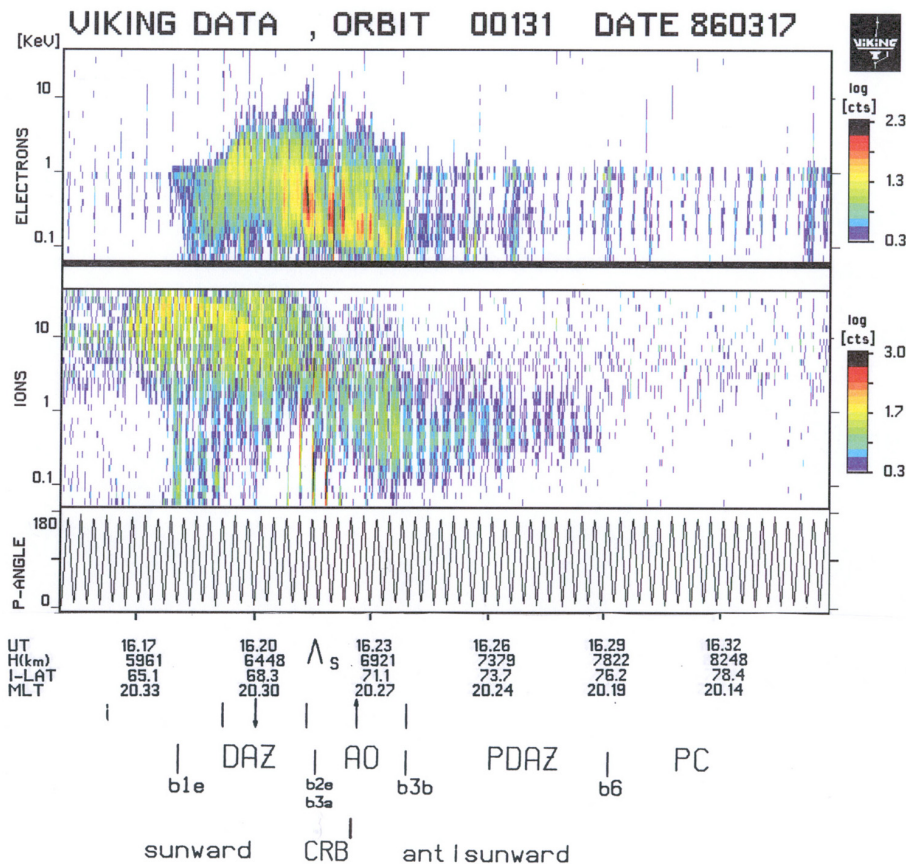 VIKING DATA , ORBIT 00131 DATE 860317
[KeV]
VIKING
log
[cts]
10
1
0.1
ELECTRONS
2.3
1.3
0.3
10
1
0.1
IONS
log
[cts]
3.0
1.7
0.3
180
0
P-ANGLE
UT 16.17 16.20 16.23 16.26 16.29 16.32
H(km) 5961 6448 6921 7379 7822 8248
I-LAT 65.1 68.3 71.1 73.7 76.2 78.4
MLT 20.33 20.30 20.27 20.24 20.19 20.14
Λs
i
DAZ AO PDAZ PC
b1e b2e b3b b6
b3a
sunward CRB antisunward